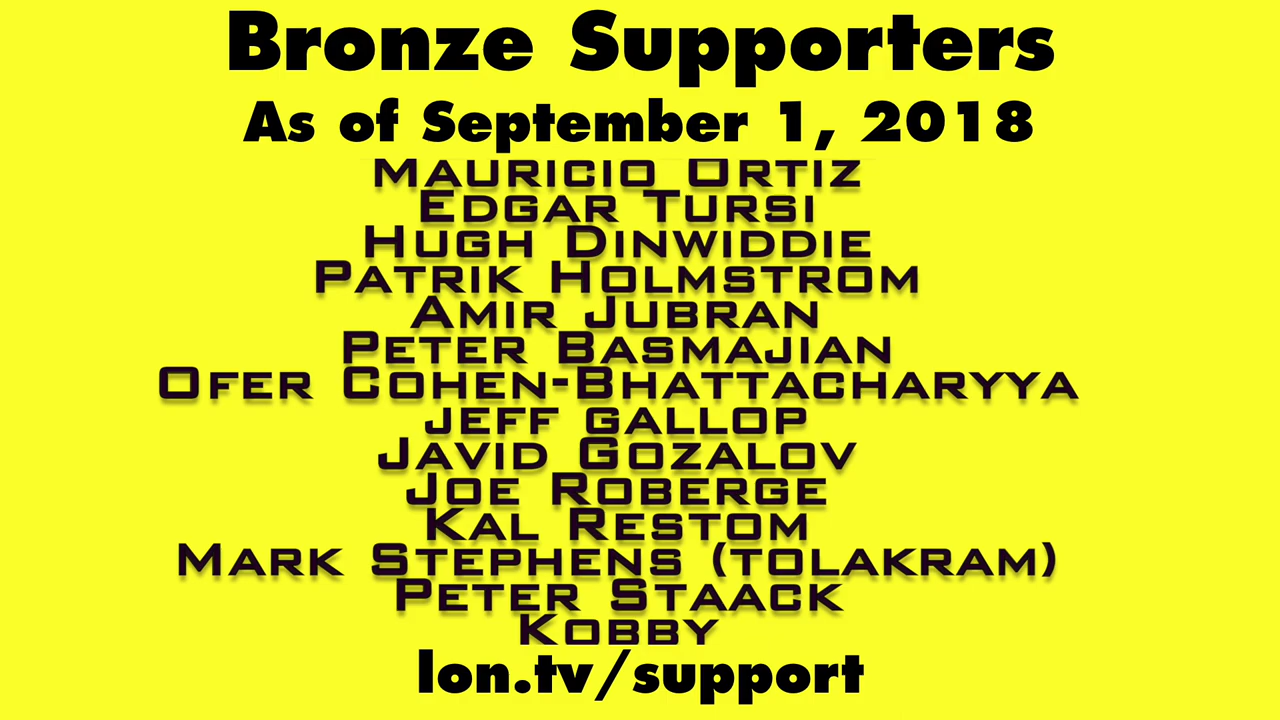 Bronze Supporters
As of September 1, 2018
Mauricio Ortiz
Edgar Tursi
Hugh Dinwiddie
Patrik Holmstrom
Amir Jubran
Peter Basmajian
Ofer Cohen-Bhattacharyya
jeff gallop
Javid Gozalov
Joe Roberge
Kal Restom
Mark Stephens (tolakram)
Peter Staack
Kobby
lon.tv/support